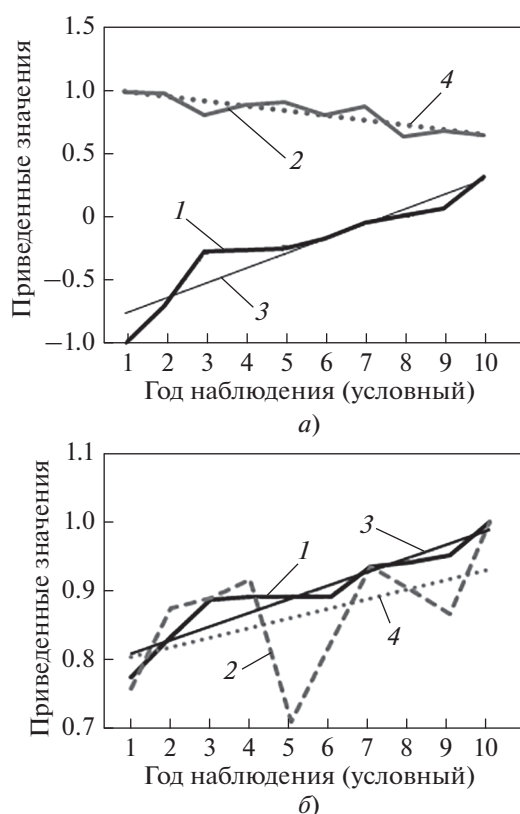 Приведенные значения
1.5
1.0
0.5
0
−0.5
−1.0
4
2
1
3
1 2 3 4 5 6 7 8 9 10
Год наблюдения (условный)
а)
Приведенные значения
1.1
1.0
0.9
0.8
0.7
3
1
4
2
1 2 3 4 5 6 7 8 9 10
Год наблюдения (условный)
б)